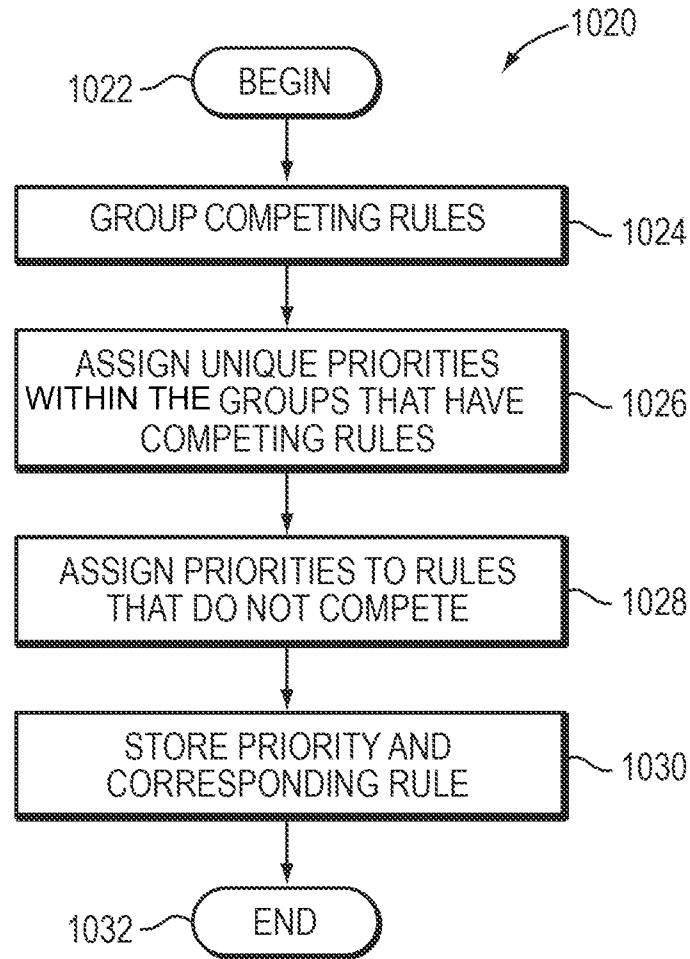 1020
1022
BEGIN
GROUP COMPETING RULES
1024
ASSIGN UNIQUE PRIORITIES
WITHIN THE GROUPS THAT HAVE
COMPETING RULES
1026
ASSIGN PRIORITIES TO RULES
THAT DO NOT COMPETE
1028
STORE PRIORITY AND
CORRESPONDING RULE
1030
1032
END